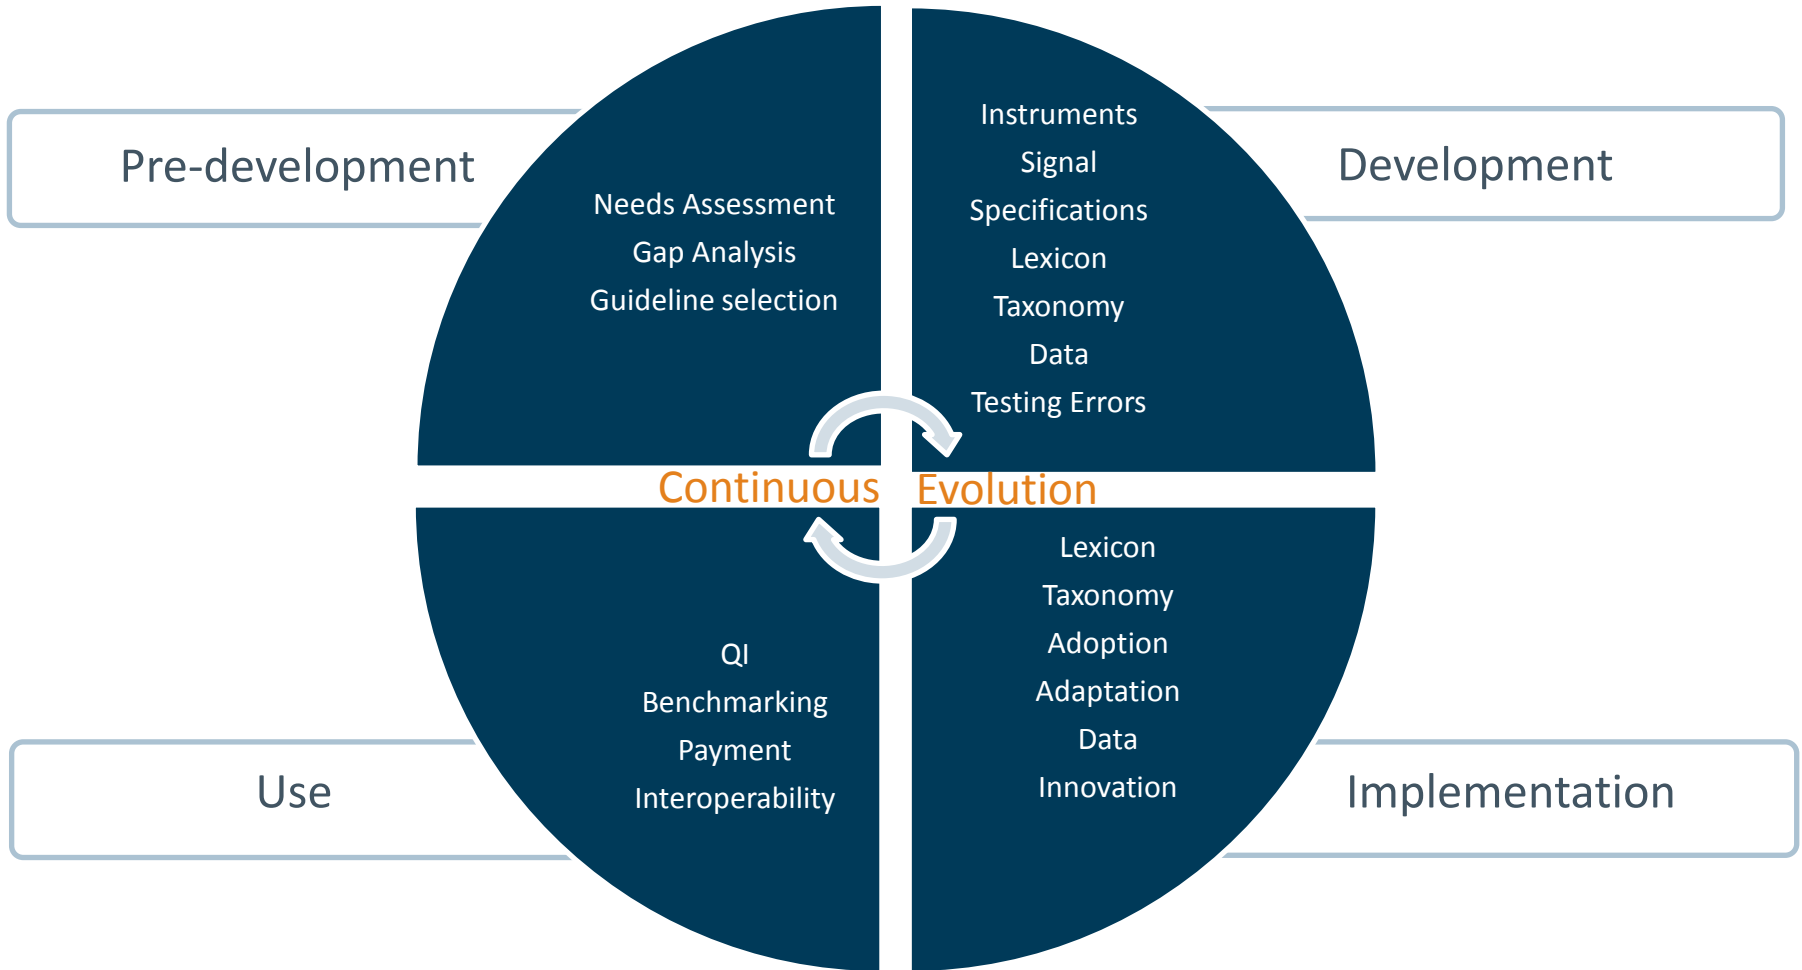 Pre-development
Needs Assessment
Gap Analysis
Guideline selection
Development
Instruments
Signal
Specifications
Lexicon
Taxonomy
Data
Testing Errors
Continuous Evolution
Use
QI
Benchmarking
Payment
Interoperability
Implementation
Lexicon
Taxonomy
Adoption
Adaptation
Data
Innovation